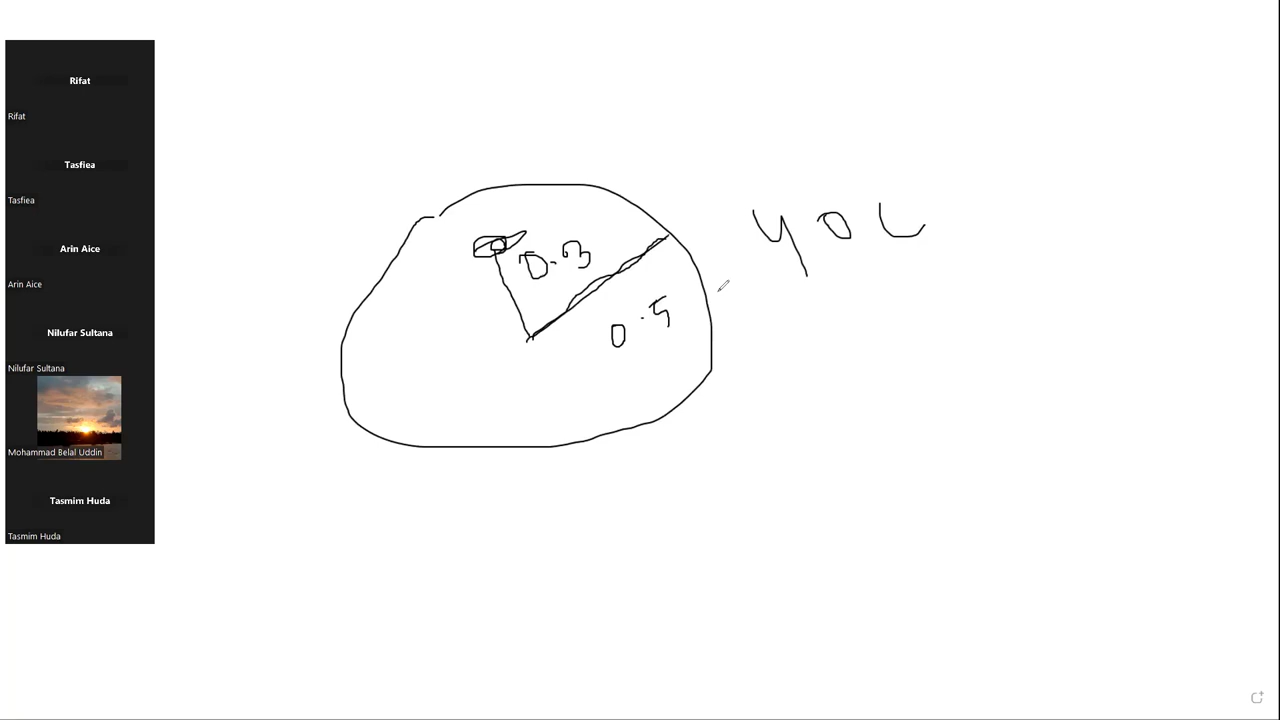 Rifat
Rifat
Tasfiea
Tasfiea
Arin Aice
Arin Aice
Nilufar Sultana
Nilufar Sultana
Mohammad Belal Uddin
Tasmim Huda
Tasmim Huda
0.3
0.5